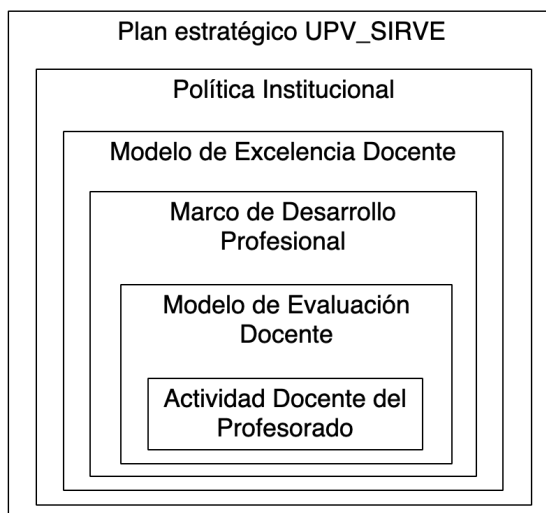 Plan estratégico UPV_SIRVE
Política Institucional
Modelo de Excelencia Docente
Marco de Desarrollo
Profesional
Modelo de Evaluación
Docente
Actividad Docente del
Profesorado